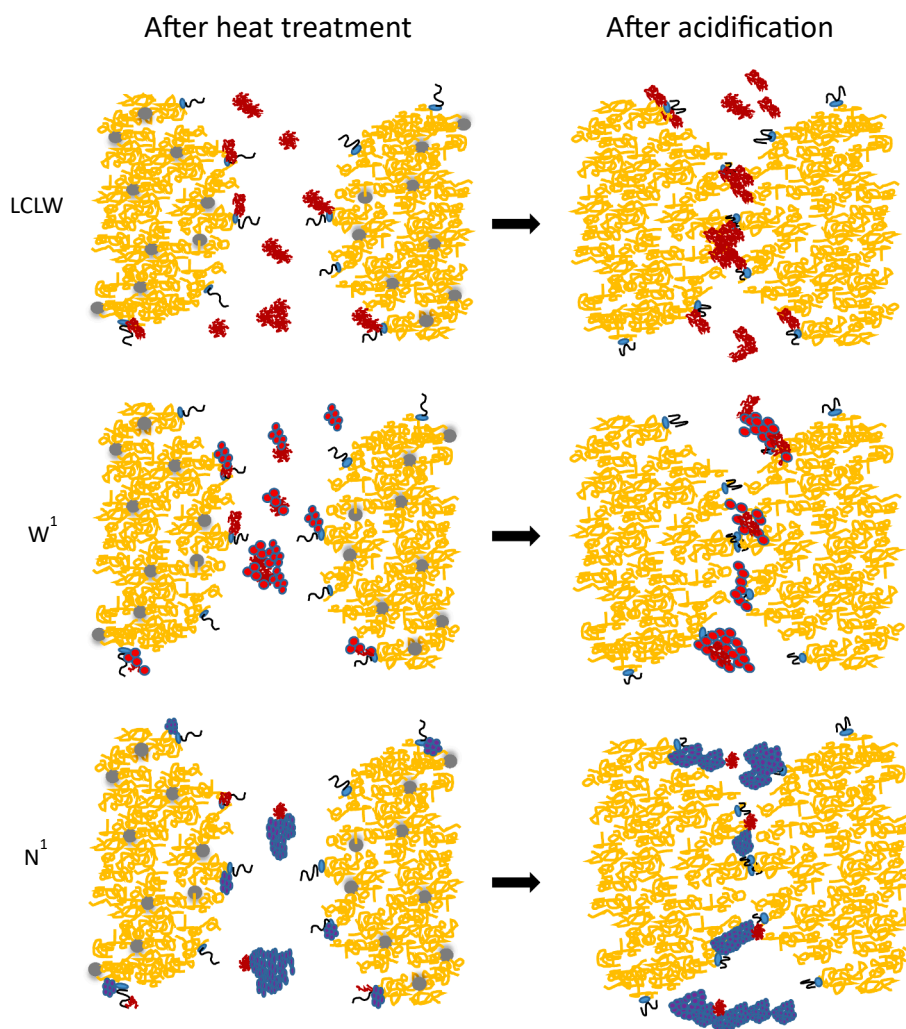 After heat treatment
After acidification
LCLW
W¹
N¹